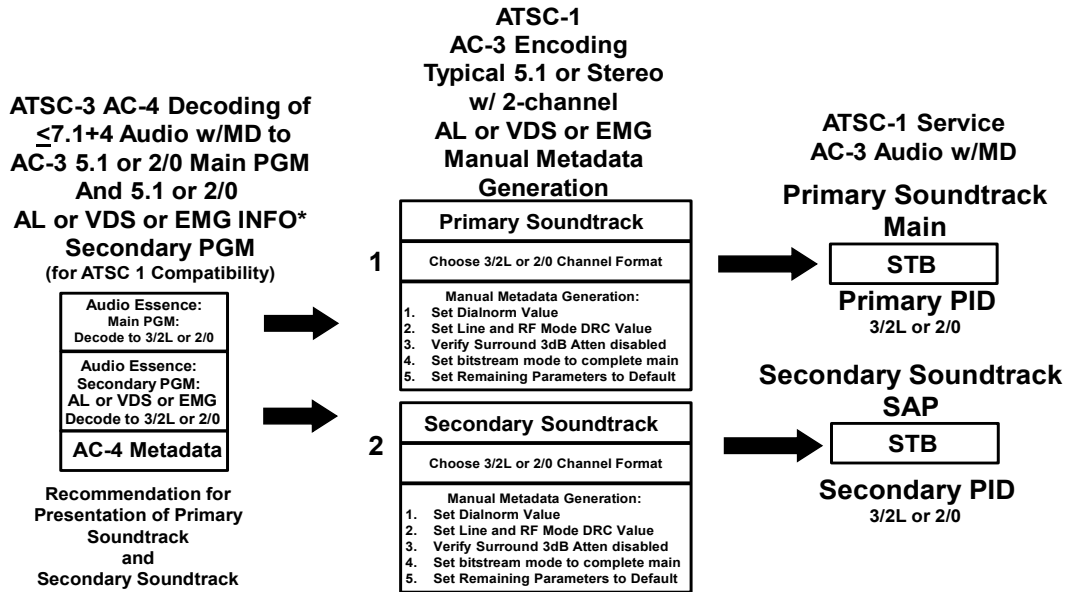 ATSC-3 AC-4 Decoding of
≤7.1+4 Audio w/MD to
AC-3 5.1 or 2/0 Main PGM
And 5.1 or 2/0
AL or VDS or EMG INFO*
Secondary PGM
(for ATSC 1 Compatibility)
Audio Essence:
Main PGM:
Decode to 3/2L or 2/0
Audio Essence:
Secondary PGM:
AL or VDS or EMG
Decode to 3/2L or 2/0
AC-4 Metadata
Recommendation for
Presentation of Primary
Soundtrack
and
Secondary Soundtrack
ATSC-1
AC-3 Encoding
Typical 5.1 or Stereo
w/ 2-channel
AL or VDS or EMG
Manual Metadata
Generation
1
Primary Soundtrack
Choose 3/2L or 2/0 Channel Format
Manual Metadata Generation:
1. Set Dialnorm Value
2. Set Line and RF Mode DRC Value
3. Verify Surround 3dB Atten disabled
4. Set bitstream mode to complete main
5. Set Remaining Parameters to Default
2
Secondary Soundtrack
Choose 3/2L or 2/0 Channel Format
Manual Metadata Generation:
1. Set Dialnorm Value
2. Set Line and RF Mode DRC Value
3. Verify Surround 3dB Atten disabled
4. Set bitstream mode to complete main
5. Set Remaining Parameters to Default
ATSC-1 Service
AC-3 Audio w/MD
Primary Soundtrack
Main
STB
Primary PID
3/2L or 2/0
Secondary Soundtrack
SAP
STB
Secondary PID
3/2L or 2/0